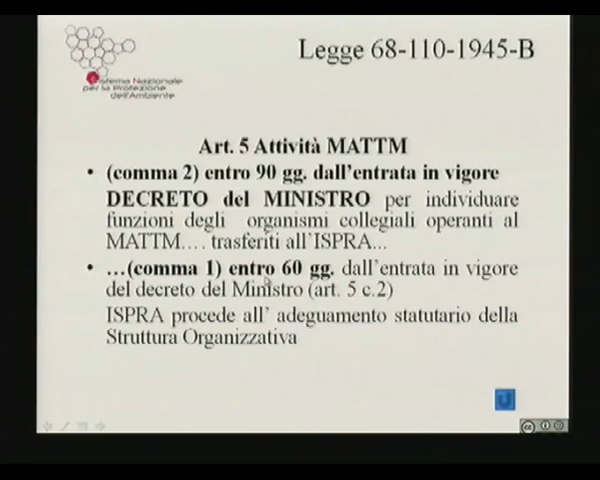 Legge 68-110-1945-B
Sistema Nazionale
per la Protezione
dell'Ambiente
Art. 5 Attività MATTM
• (comma 2) entro 90 gg. dall'entrata in vigore
DECRETO del MINISTRO per individuare
funzioni degli organismi collegiali operanti al
MATTM…. trasferiti all'ISPRA...
• …(comma 1) entro 60 gg. dall'entrata in vigore
del decreto del Ministro (art. 5 c.2)
ISPRA procede all' adeguamento statutario della
Struttura Organizzativa